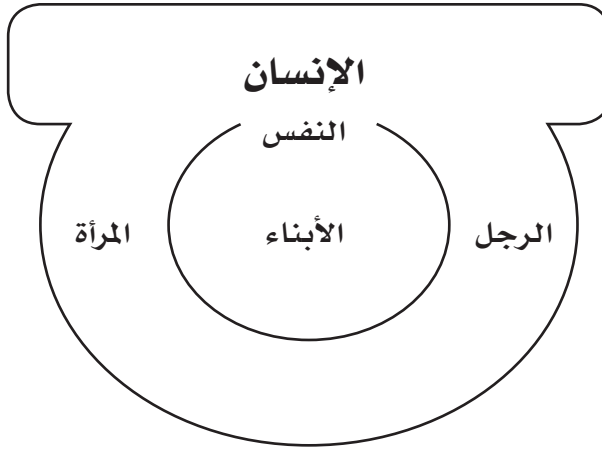 الإنسان
النفس
الرجل
الأبناء
المرأة